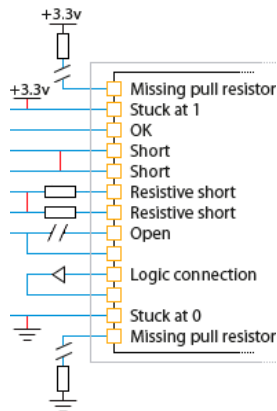 +3.3v
Missing pull resistor
+3.3v
Stuck at 1
OK
Short
Short
Resistive short
Resistive short
Open
Logic connection
Stuck at 0
Missing pull resistor